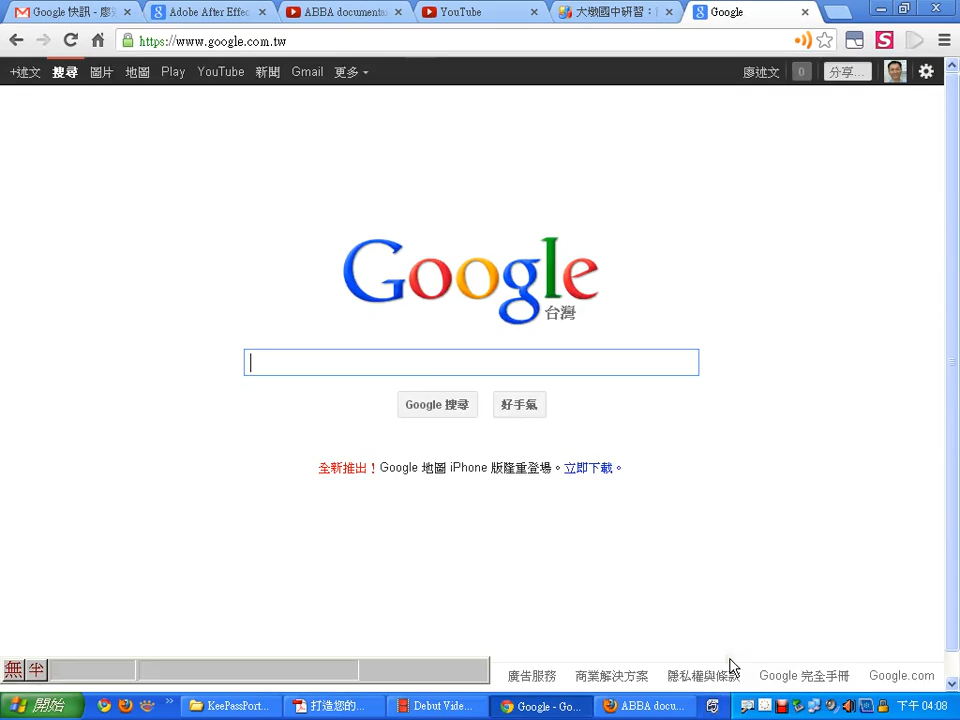 Google 快訊 - 廖
Adobe After Effec
ABBA documenta
YouTube
大墩國中研習：
Google
https://www.google.com.tw
+述文 搜尋 圖片 地圖 Play YouTube 新聞 Gmail 更多
廖述文 0 分享...
Google
台灣
Google 搜尋 好手氣
全新推出！Google 地圖 iPhone 版隆重登場。立即下載。
無 半
廣告服務 商業解決方案 隱私權與條款 Google 完全手冊 Google.com
開始 » KeePassPort... 打造您的... Debut Vide... Google - Go... ABBA docu... 下午 04:08